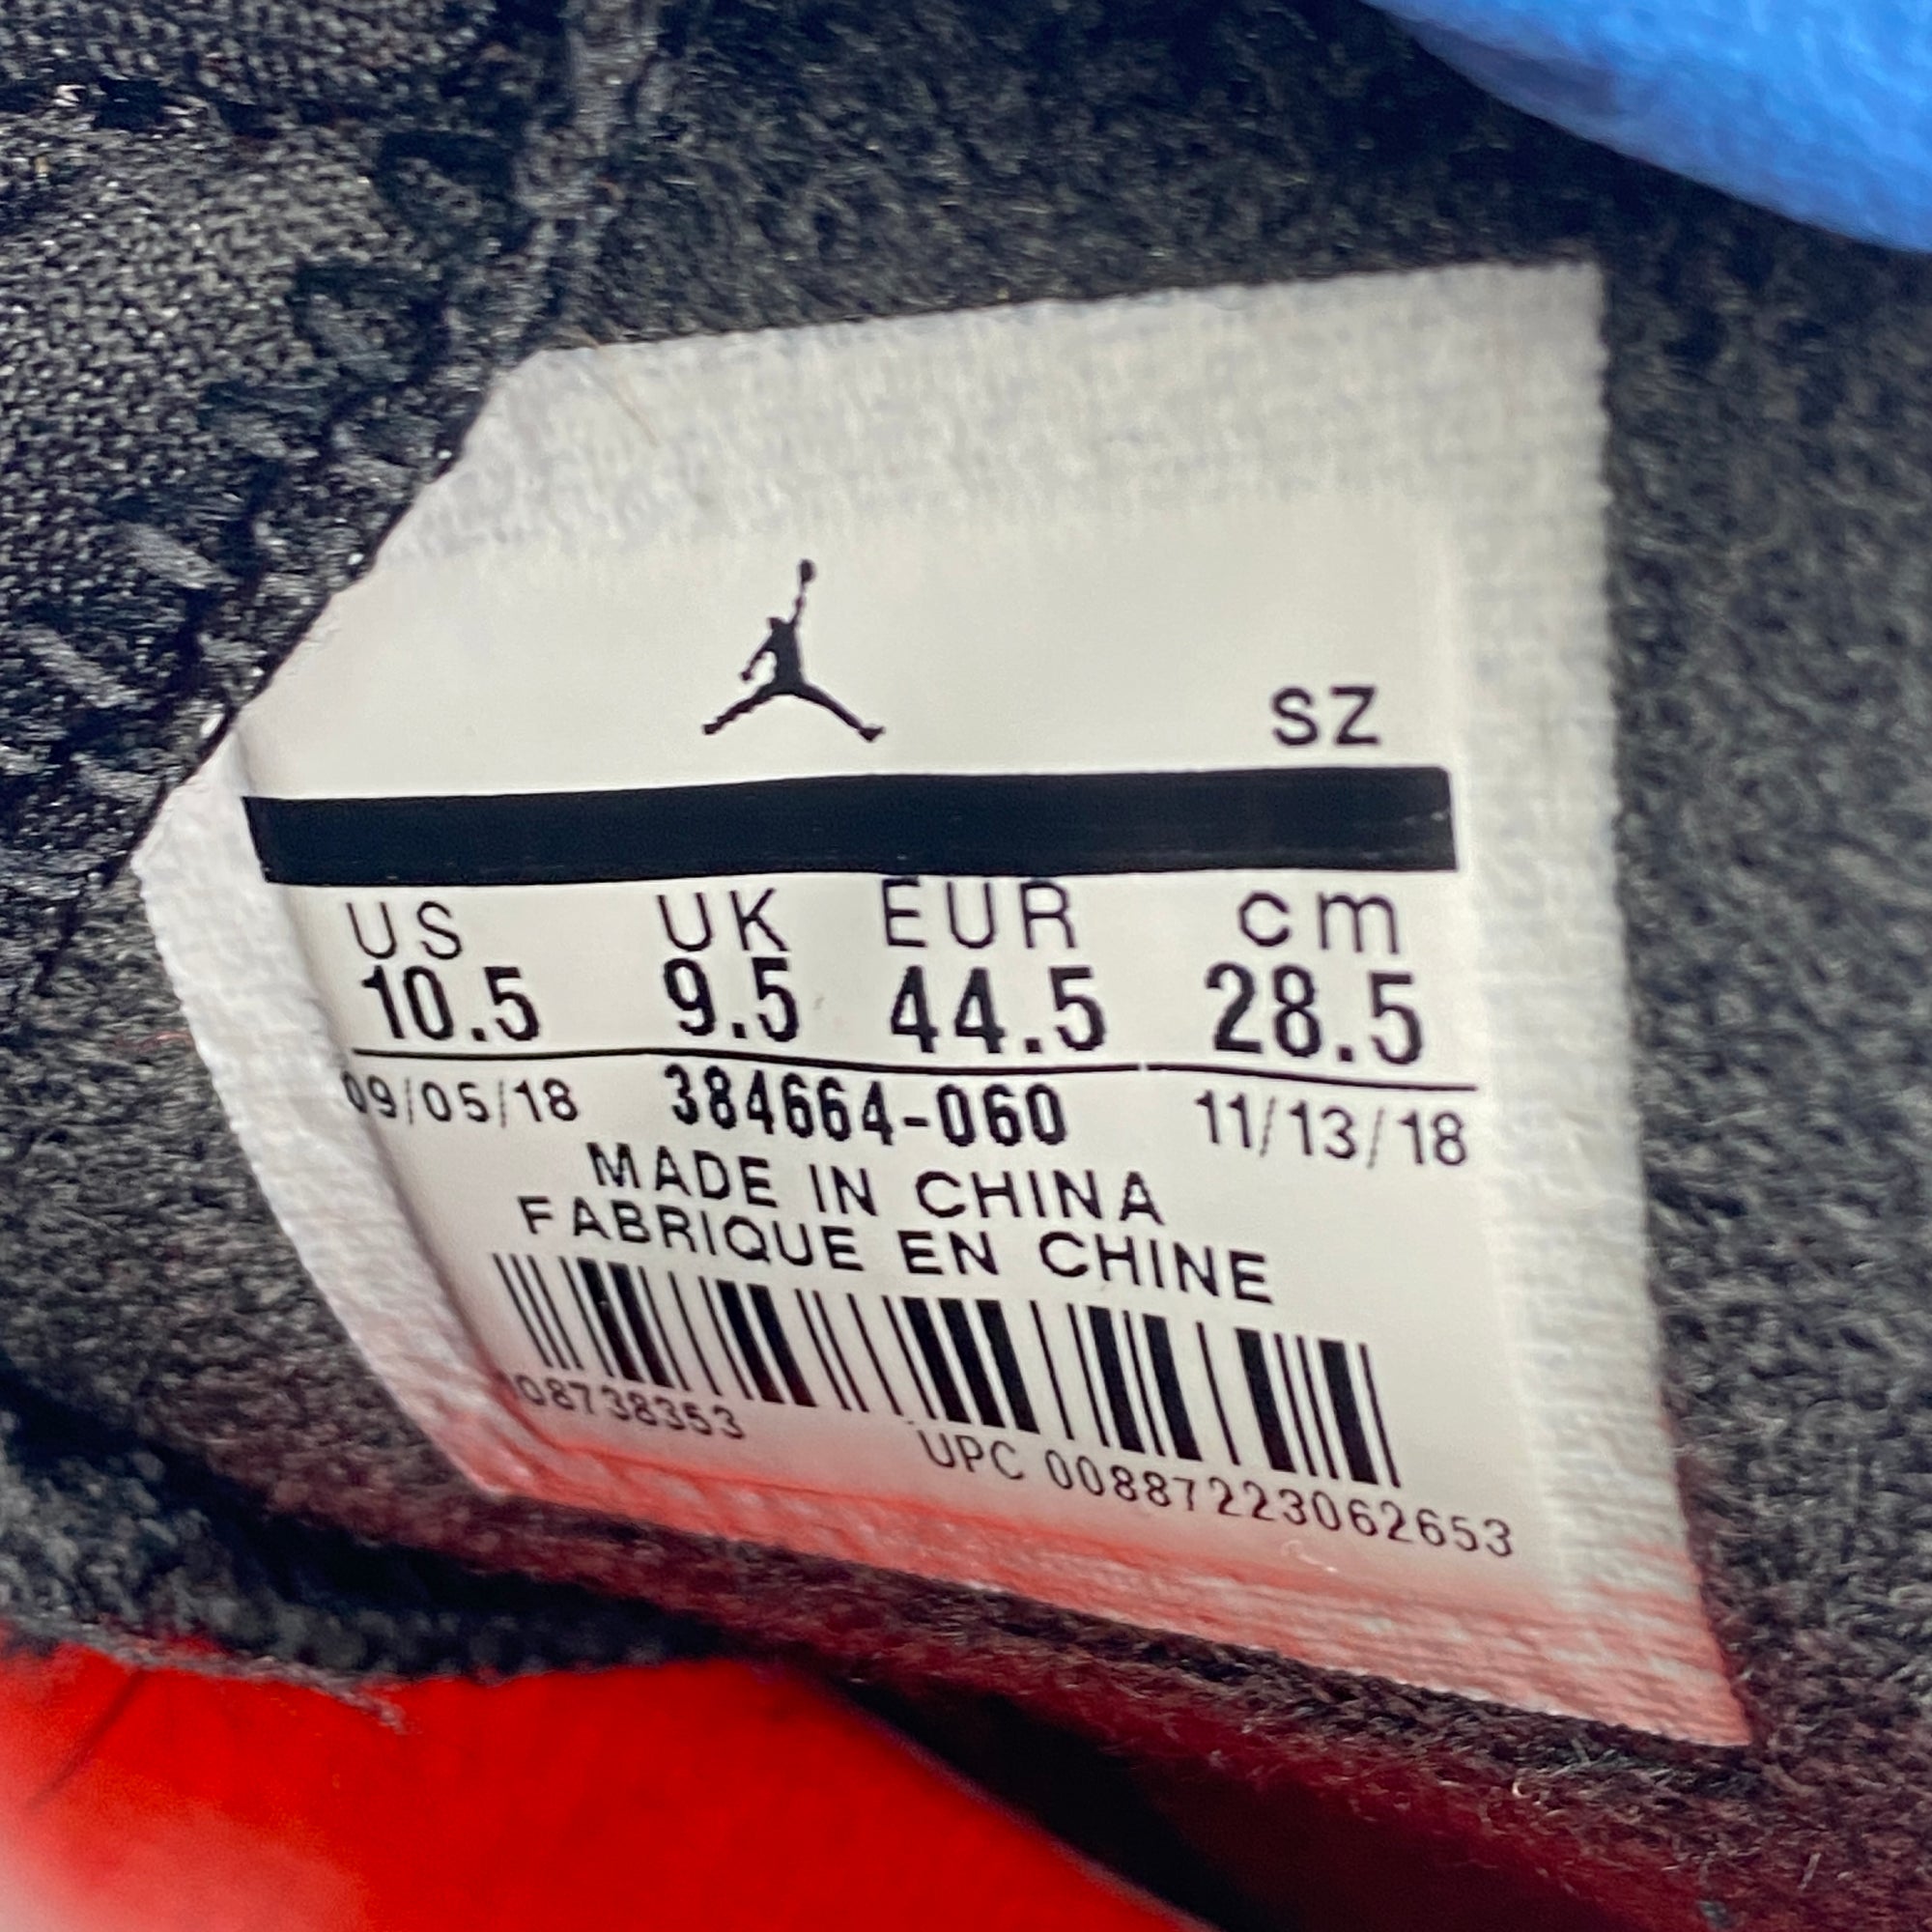 SZ
US UK EUR cm
10.5 9.5 44.5 28.5
09/05/18 384664-060 11/13/18
MADE IN CHINA
FABRIQUE EN CHINE
08738353
UPC 00887223062653